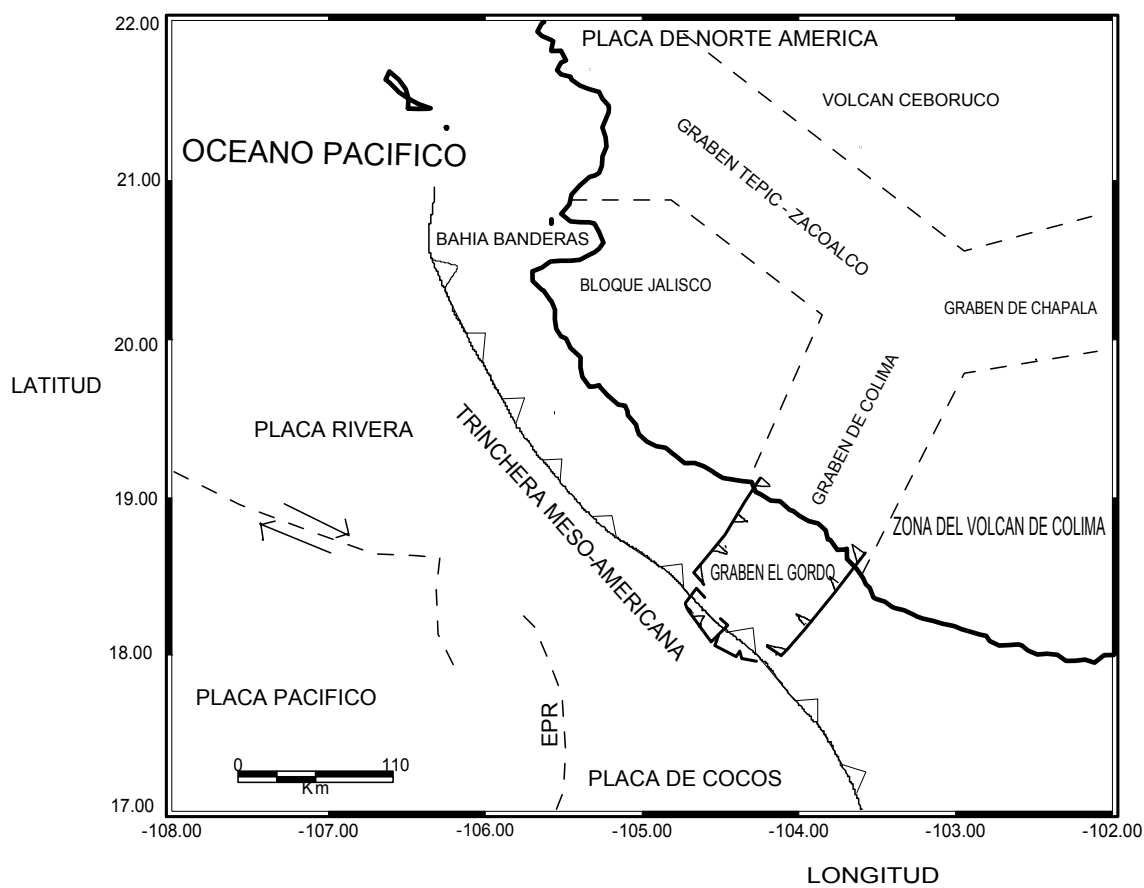 22.00
PLACA DE NORTE AMERICA
VOLCAN CEBORUCO
OCEANO PACIFICO
GRABEN TEPIC - ZACOALCO
21.00
BAHIA BANDERAS
BLOQUE JALISCO
GRABEN DE CHAPALA
20.00
LATITUD
PLACA RIVERA
TRINCHERA MESO-AMERICANA
GRABEN DE COLIMA
19.00
ZONA DEL VOLCAN DE COLIMA
GRABEN EL GORDO
18.00
PLACA PACIFICO
EPR
0 110
Km
PLACA DE COCOS
17.00
-108.00 -107.00 -106.00 -105.00 -104.00 -103.00 -102.00
LONGITUD